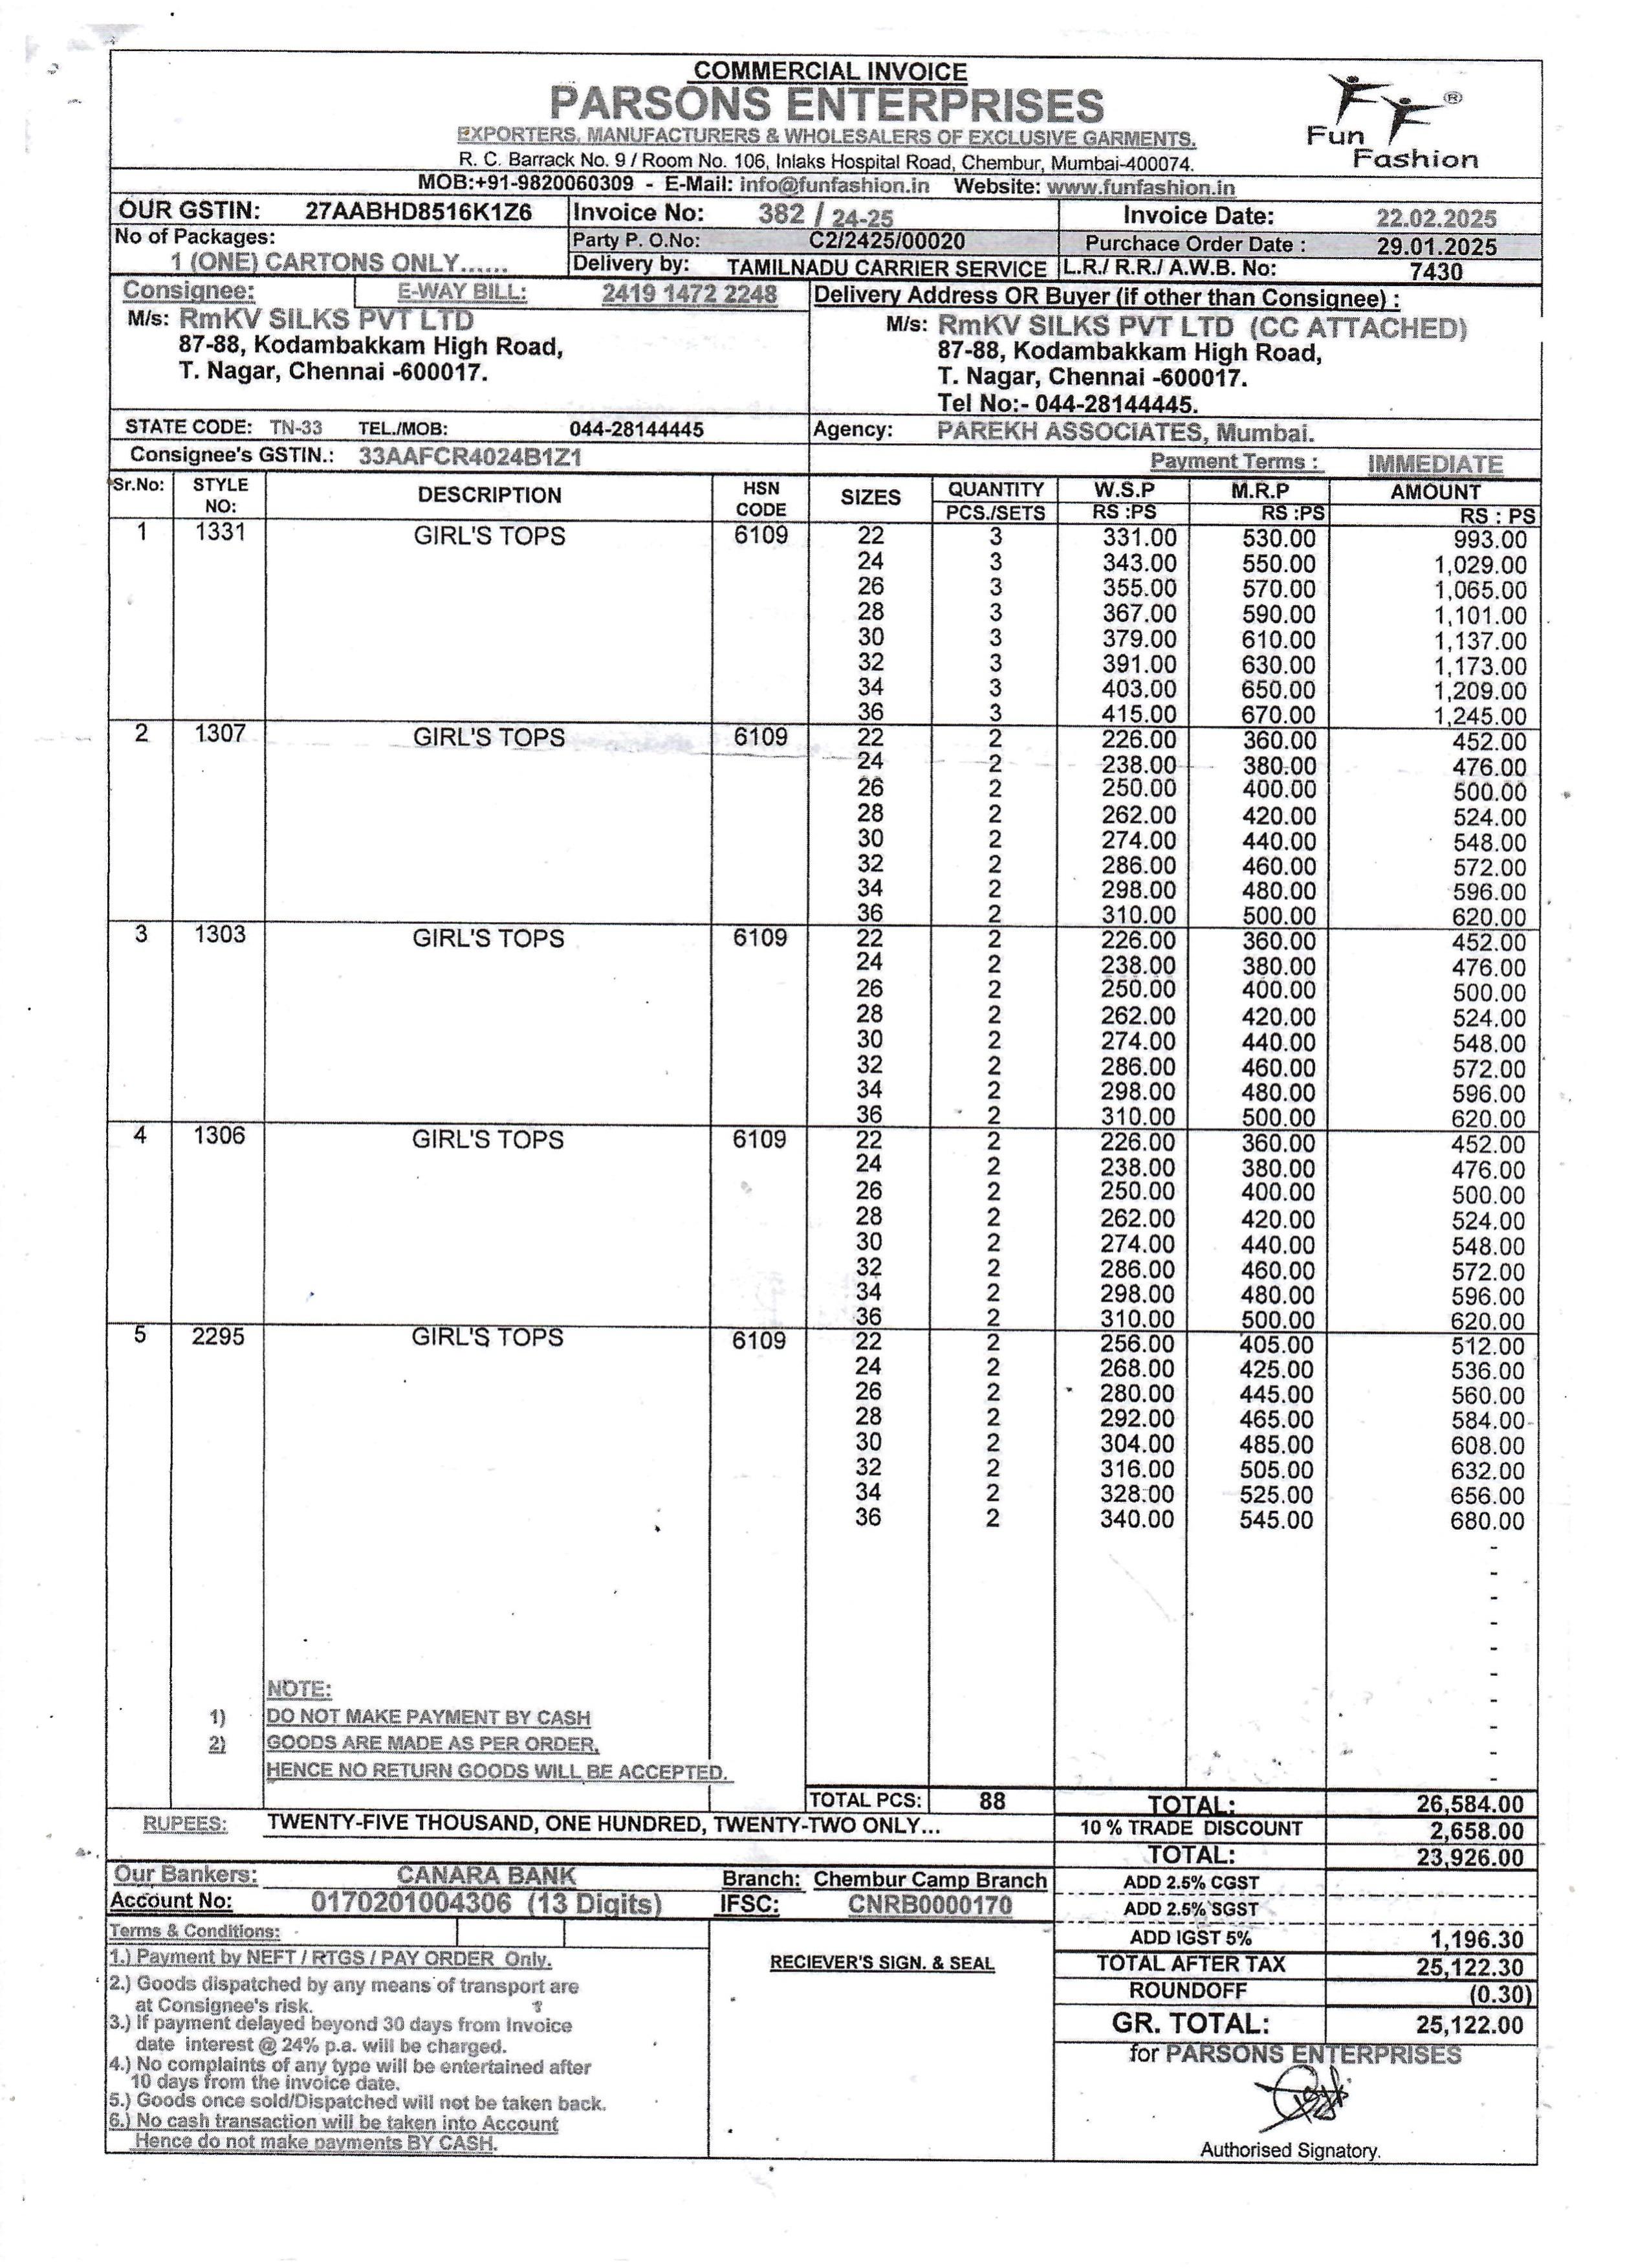 COMMERCIAL INVOICE
PARSONS ENTERPRISES
EXPORTERS, MANUFACTURERS & WHOLESALERS OF EXCLUSIVE GARMENTS.
R. C. Barrack No. 9 / Room No. 106, Inlaks Hospital Road, Chembur, Mumbai-400074.
MOB:+91-9820060309 - E-Mail: info@funfashion.in Website: www.funfashion.in
Fun Fashion ®
OUR GSTIN: 27AABHD8516K1Z6 Invoice No: 382 / 24-25 Invoice Date: 22.02.2025
No of Packages: Party P. O.No: C2/2425/00020 Purchace Order Date : 29.01.2025
1 (ONE) CARTONS ONLY...... Delivery by: TAMILNADU CARRIER SERVICE L.R./ R.R./ A.W.B. No: 7430
Consignee: E-WAY BILL: 2419 1472 2248 Delivery Address OR Buyer (if other than Consignee) :
M/s: RmKV SILKS PVT LTD M/s: RmKV SILKS PVT LTD (CC ATTACHED)
87-88, Kodambakkam High Road, 87-88, Kodambakkam High Road,
T. Nagar, Chennai -600017. T. Nagar, Chennai -600017.
Tel No:- 044-28144445.
STATE CODE: TN-33 TEL./MOB: 044-28144445 Agency: PAREKH ASSOCIATES, Mumbai.
Consignee's GSTIN.: 33AAFCR4024B1Z1 Payment Terms : IMMEDIATE
Sr.No: STYLE NO: DESCRIPTION HSN CODE SIZES QUANTITY PCS./SETS W.S.P RS :PS M.R.P RS :PS AMOUNT RS : PS
1 1331 GIRL'S TOPS 6109 22 3 331.00 530.00 993.00
24 3 343.00 550.00 1,029.00
26 3 355.00 570.00 1,065.00
28 3 367.00 590.00 1,101.00
30 3 379.00 610.00 1,137.00
32 3 391.00 630.00 1,173.00
34 3 403.00 650.00 1,209.00
36 3 415.00 670.00 1,245.00
2 1307 GIRL'S TOPS 6109 22 2 226.00 360.00 452.00
24 2 238.00 380.00 476.00
26 2 250.00 400.00 500.00
28 2 262.00 420.00 524.00
30 2 274.00 440.00 548.00
32 2 286.00 460.00 572.00
34 2 298.00 480.00 596.00
36 2 310.00 500.00 620.00
3 1303 GIRL'S TOPS 6109 22 2 226.00 360.00 452.00
24 2 238.00 380.00 476.00
26 2 250.00 400.00 500.00
28 2 262.00 420.00 524.00
30 2 274.00 440.00 548.00
32 2 286.00 460.00 572.00
34 2 298.00 480.00 596.00
36 2 310.00 500.00 620.00
4 1306 GIRL'S TOPS 6109 22 2 226.00 360.00 452.00
24 2 238.00 380.00 476.00
26 2 250.00 400.00 500.00
28 2 262.00 420.00 524.00
30 2 274.00 440.00 548.00
32 2 286.00 460.00 572.00
34 2 298.00 480.00 596.00
36 2 310.00 500.00 620.00
5 2295 GIRL'S TOPS 6109 22 2 256.00 405.00 512.00
24 2 268.00 425.00 536.00
26 2 280.00 445.00 560.00
28 2 292.00 465.00 584.00
30 2 304.00 485.00 608.00
32 2 316.00 505.00 632.00
34 2 328.00 525.00 656.00
36 2 340.00 545.00 680.00
-
-
-
-
-
-
-
-
-
-
NOTE:
1) DO NOT MAKE PAYMENT BY CASH
2) GOODS ARE MADE AS PER ORDER,
HENCE NO RETURN GOODS WILL BE ACCEPTED.
TOTAL PCS: 88 TOTAL: 26,584.00
RUPEES: TWENTY-FIVE THOUSAND, ONE HUNDRED, TWENTY-TWO ONLY... 10 % TRADE DISCOUNT 2,658.00
TOTAL: 23,926.00
Our Bankers: CANARA BANK Branch: Chembur Camp Branch ADD 2.5% CGST
Account No: 0170201004306 (13 Digits) IFSC: CNRB0000170 ADD 2.5% SGST
Terms & Conditions: ADD IGST 5% 1,196.30
1.) Payment by NEFT / RTGS / PAY ORDER Only. RECIEVER'S SIGN. & SEAL TOTAL AFTER TAX 25,122.30
2.) Goods dispatched by any means of transport are ROUNDOFF (0.30)
at Consignee's risk.
3.) If payment delayed beyond 30 days from Invoice GR. TOTAL: 25,122.00
date interest @ 24% p.a. will be charged. for PARSONS ENTERPRISES
4.) No complaints of any type will be entertained after
10 days from the invoice date.
5.) Goods once sold/Dispatched will not be taken back.
6.) No cash transaction will be taken into Account
Hence do not make payments BY CASH. Authorised Signatory.